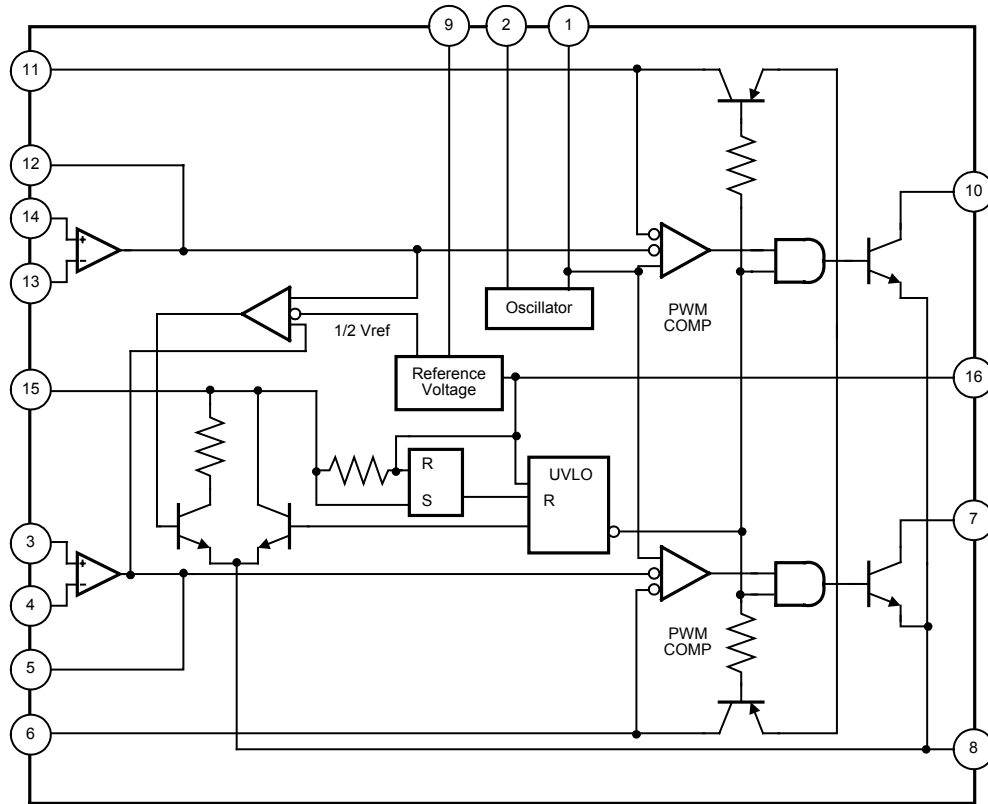 9 2 1
11
12
14
+
-
13
10
Oscillator
PWM
COMP
1/2 Vref
Reference
Voltage
15
16
R
S
UVLO
R
3
+
-
4
7
PWM
COMP
5
6
8